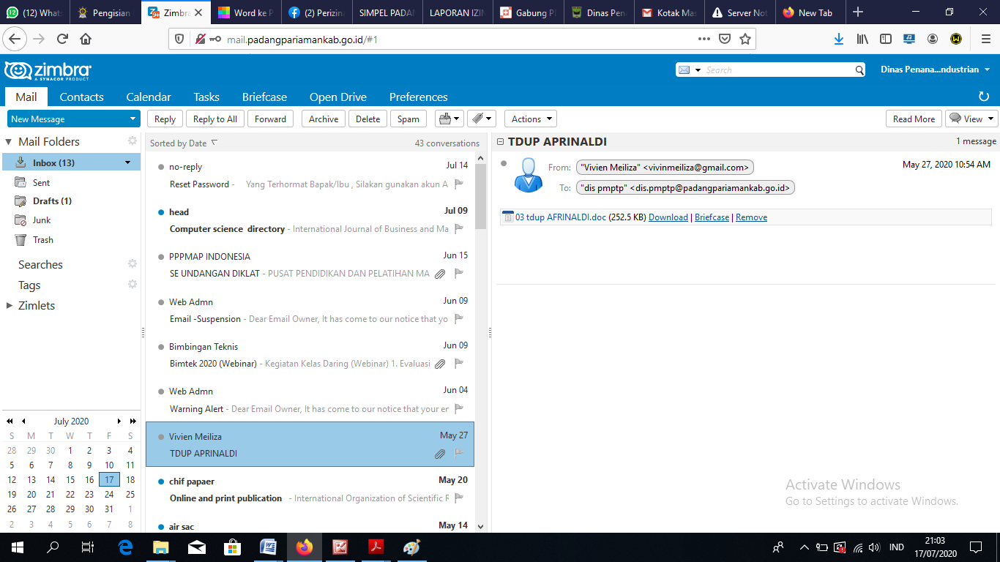 (12) Whats
Pengisian
Zimbra
Word ke P
(2) Perizina
SIMPEL PADAN
LAPORAN IZIN
Gabung PD
Dinas Pena
Kotak Mas
Server Not
New Tab
mail.padangpariamankab.go.id/#1
zimbra
A SYNACOR PRODUCT
Search
Dinas Penana...ndustrian
Mail Contacts Calendar Tasks Briefcase Open Drive Preferences
New Message
Reply Reply to All Forward Archive Delete Spam Actions Read More View
Mail Folders
Inbox (13)
Sent
Drafts (1)
Junk
Trash
Searches
Tags
Zimlets
July 2020
S M T W T F S
28 29 30 1 2 3 4
5 6 7 8 9 10 11
12 13 14 15 16 17 18
19 20 21 22 23 24 25
26 27 28 29 30 31 1
2 3 4 5 6 7 8
Sorted by Date 43 conversations
no-reply Jul 14
Reset Password - Yang Terhormat Bapak/Ibu , Silakan gunakan akun A
head Jul 09
Computer science directory - International Journal of Business and Ma
PPPMAP INDONESIA Jun 15
SE UNDANGAN DIKLAT - PUSAT PENDIDIKAN DAN PELATIHAN MA
Web Admn Jun 09
Email -Suspension - Dear Email Owner, It has come to our notice that yo
Bimbingan Teknis Jun 09
Bimtek 2020 (Webinar) - Kegiatan Kelas Daring (Webinar) 1. Evaluasi
Web Admn Jun 04
Warning Alert - Dear Email Owner, It has come to our notice that your em
Vivien Meiliza May 27
TDUP APRINALDI
chif papaer May 20
Online and print publication - International Organization of Scientific R
air sac May 14
TDUP APRINALDI 1 message
From: "Vivien Meiliza" <vivinmeiliza@gmail.com> May 27, 2020 10:54 AM
To: "dis pmptp" <dis.pmptp@padangpariamankab.go.id>
03 tdup AFRINALDI.doc (252.5 KB) Download | Briefcase | Remove
Activate Windows
Go to Settings to activate Windows.
IND
21:03
17/07/2020